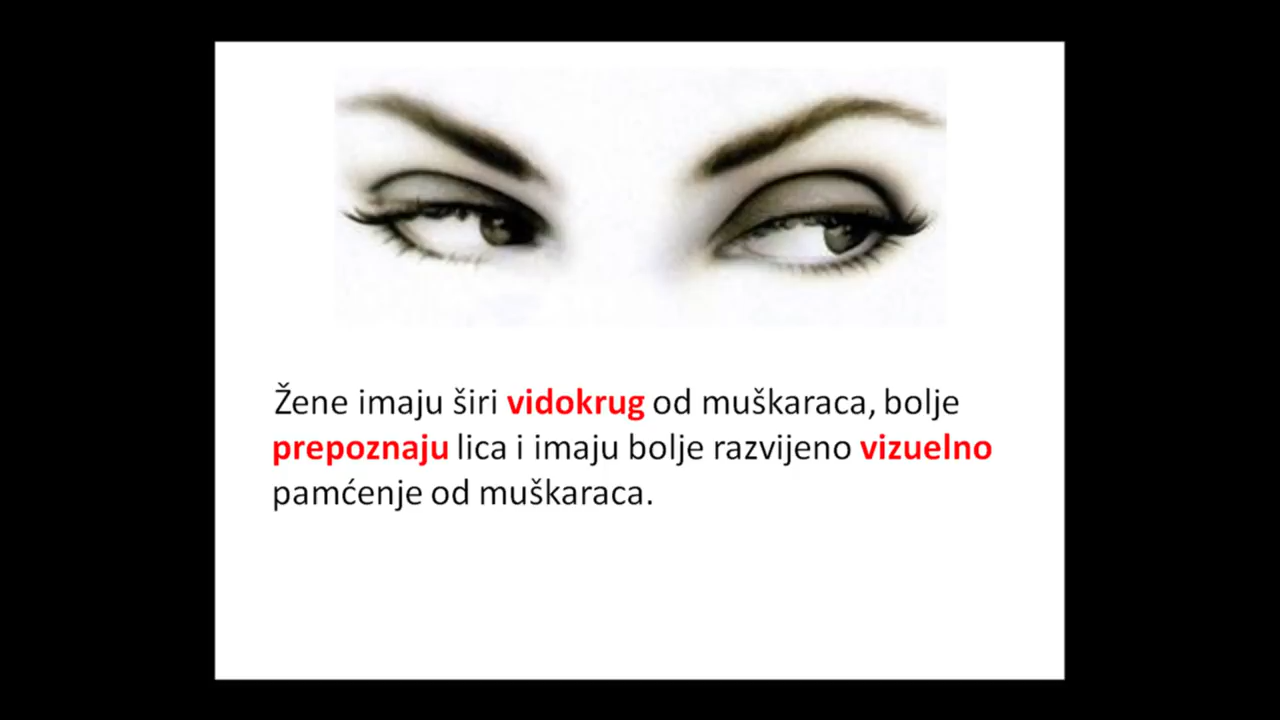 Žene imaju širi vidokrug od muškaraca, bolje
prepoznaju lica i imaju bolje razvijeno vizuelno
pamćenje od muškaraca.